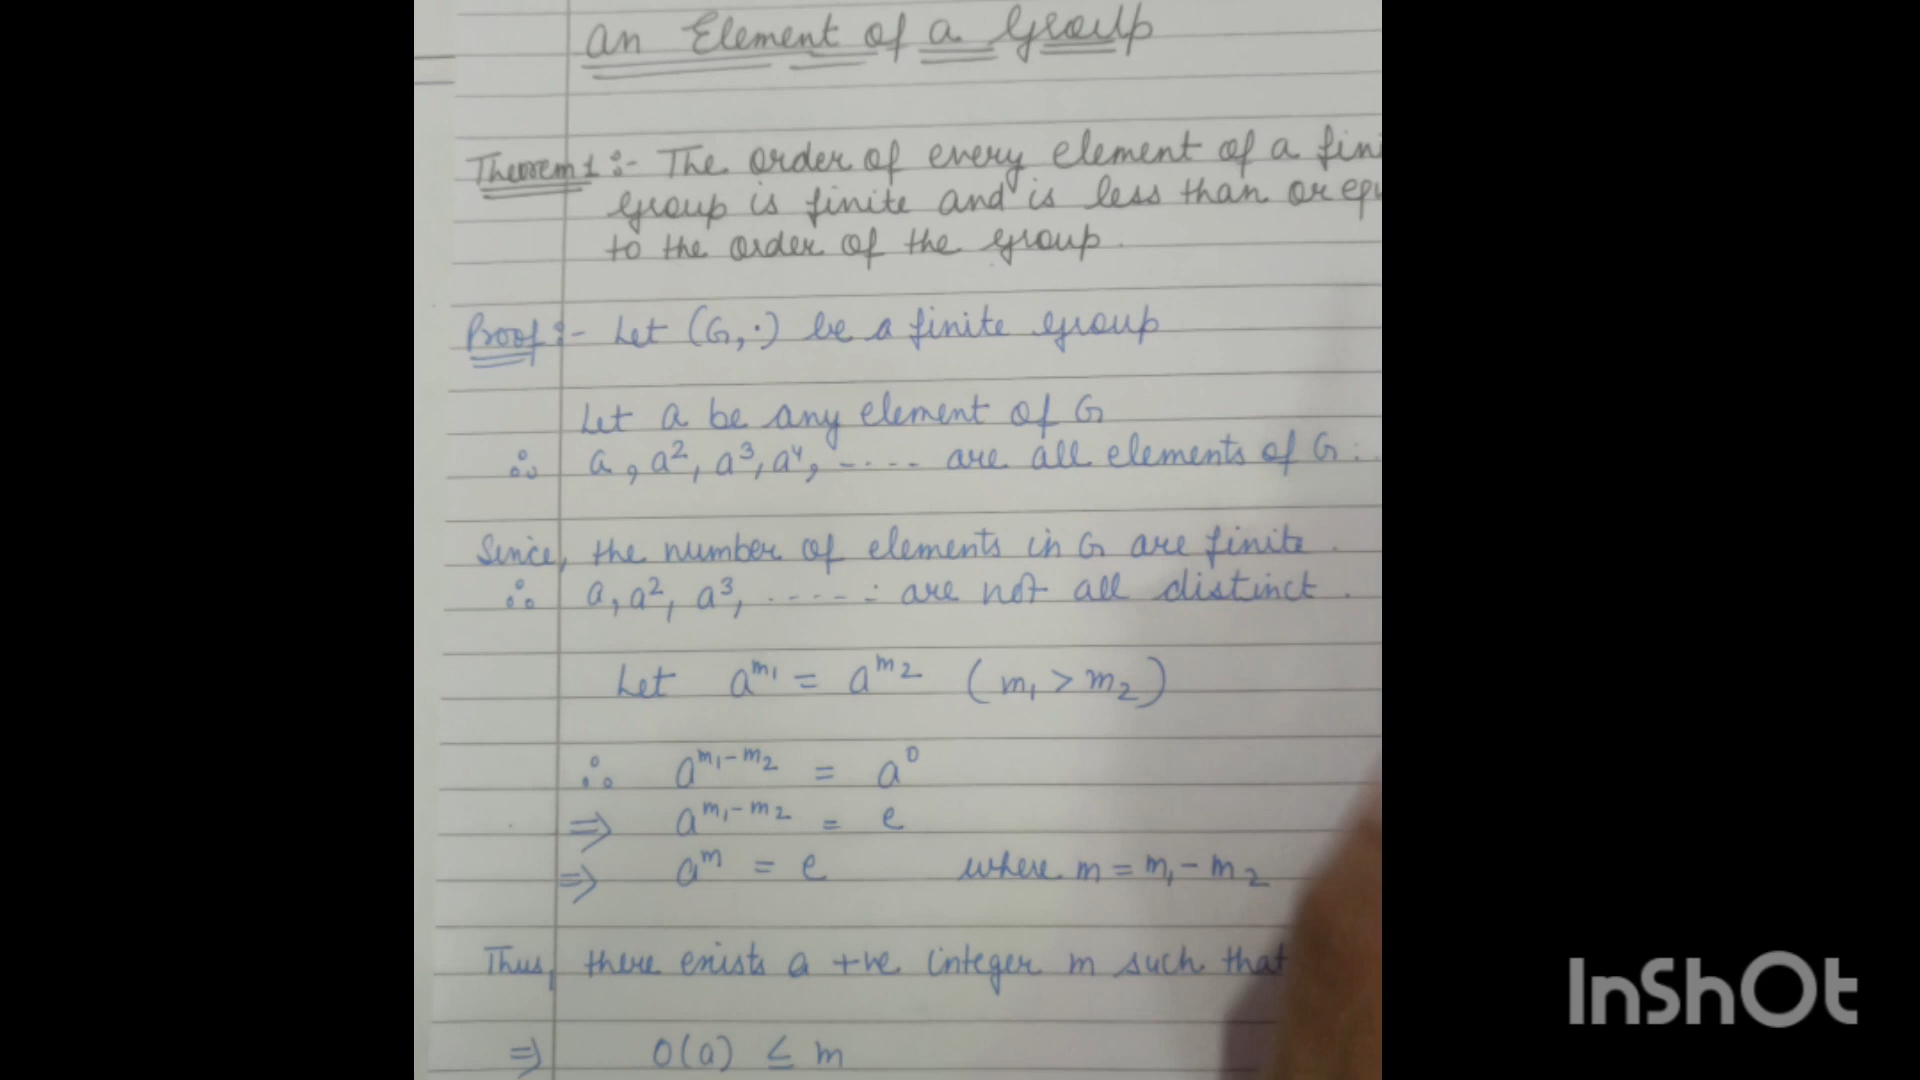 an Element of a Group
Theorem 1 :- The order of every element of a fini
group is finite and is less than or equ
to the order of the group.
Proof :- Let (G, ·) be a finite group
Let a be any element of G
∴ a, a², a³, a⁴, ----- are all elements of G.
Since, the number of elements in G are finite.
∴ a, a², a³, ------ are not all distinct.
Let a^m₁ = a^m₂ (m₁ > m₂)
∴ a^m₁-m₂ = a⁰
⇒ a^m₁-m₂ = e
⇒ a^m = e where m = m₁ - m₂
Thus, there exists a +ve integer m such that
⇒ O(a) ≤ m
InShOt